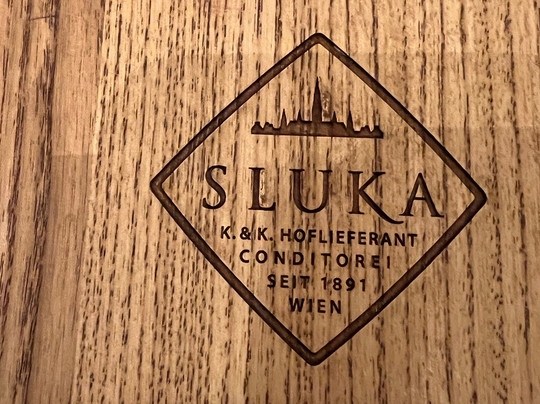 SLUKA
K. & K. HOFLIEFERANT
CONDITOREI
SEIT 1891
WIEN